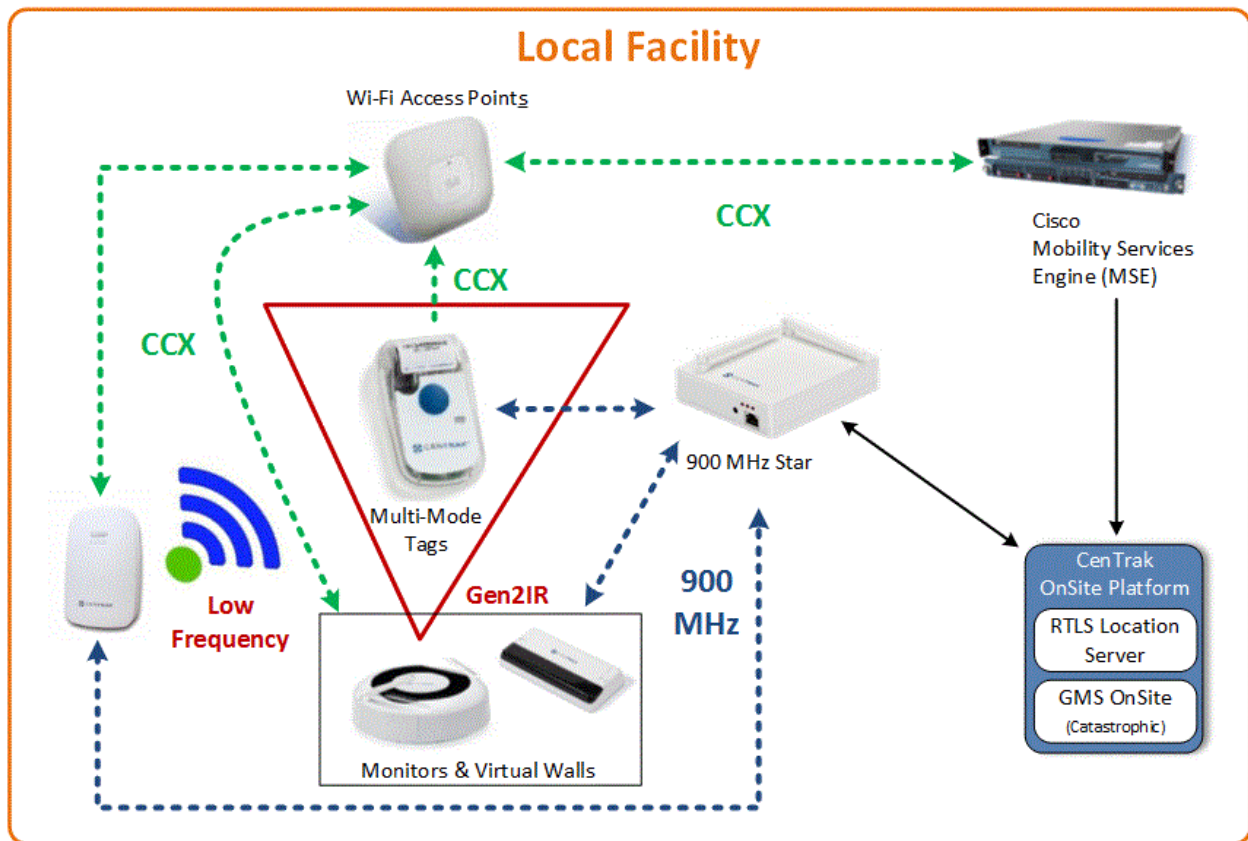 Local Facility
Wi-Fi Access Points
CCX
Cisco
Mobility Services
Engine (MSE)
CCX
CCX
CENTRAK
900 MHz Star
Multi-Mode
Tags
Gen2IR
900
MHz
Low
Frequency
CenTrak
OnSite Platform
RTLS Location
Server
GMS OnSite
(Catastrophic)
Monitors & Virtual Walls